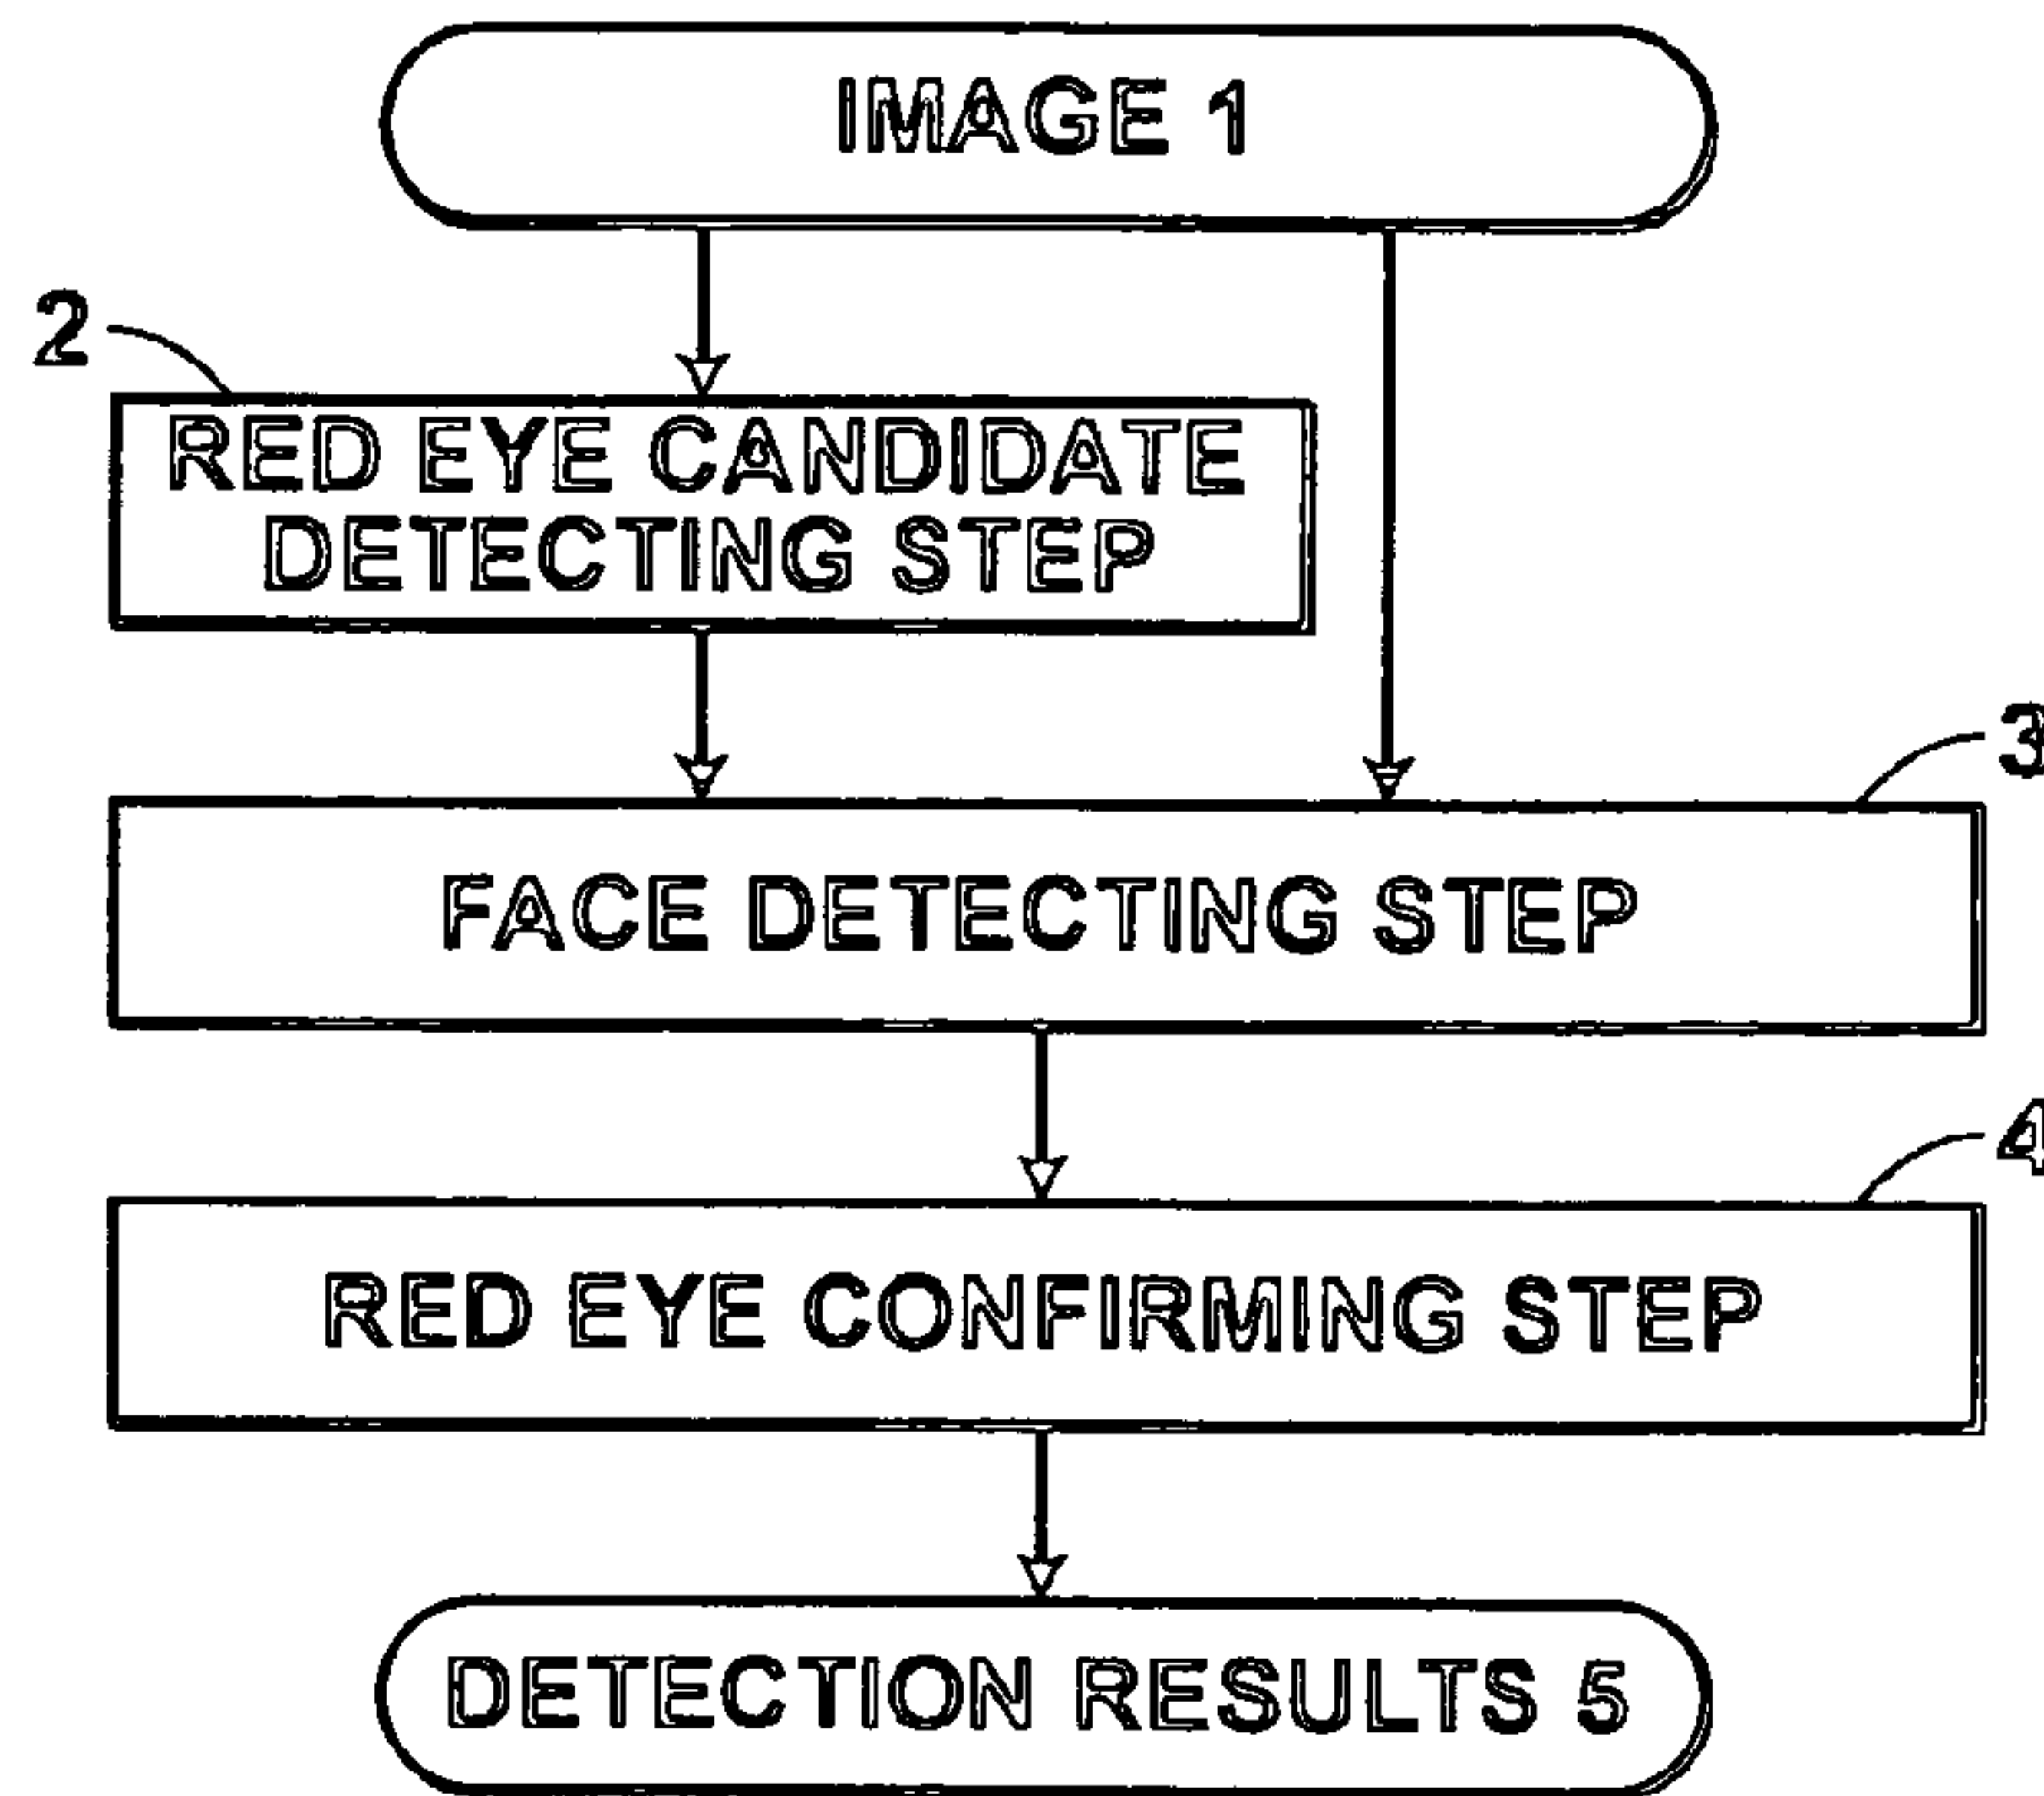 IMAGE 1
2
RED EYE CANDIDATE
DETECTING STEP
3
FACE DETECTING STEP
4
RED EYE CONFIRMING STEP
DETECTION RESULTS 5